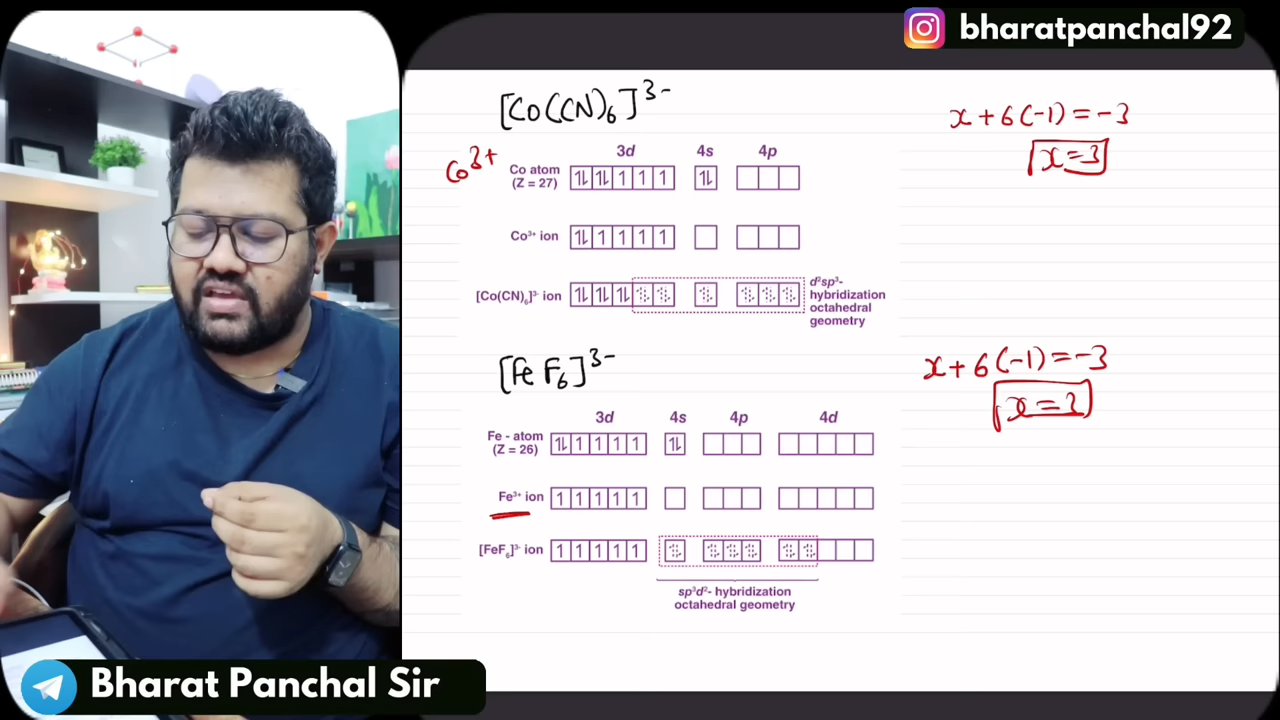 bharatpanchal92
[Co(CN)₆]³⁻
x + 6(-1) = -3
x = 3
Co³⁺
3d 4s 4p
Co atom
(Z = 27)
Co³⁺ ion
[Co(CN)₆]³⁻ ion
d²sp³-
hybridization
octahedral
geometry
[FeF₆]³⁻
x + 6(-1) = -3
x = 3
3d 4s 4p 4d
Fe - atom
(Z = 26)
Fe³⁺ ion
[FeF₆]³⁻ ion
sp³d²- hybridization
octahedral geometry
Bharat Panchal Sir